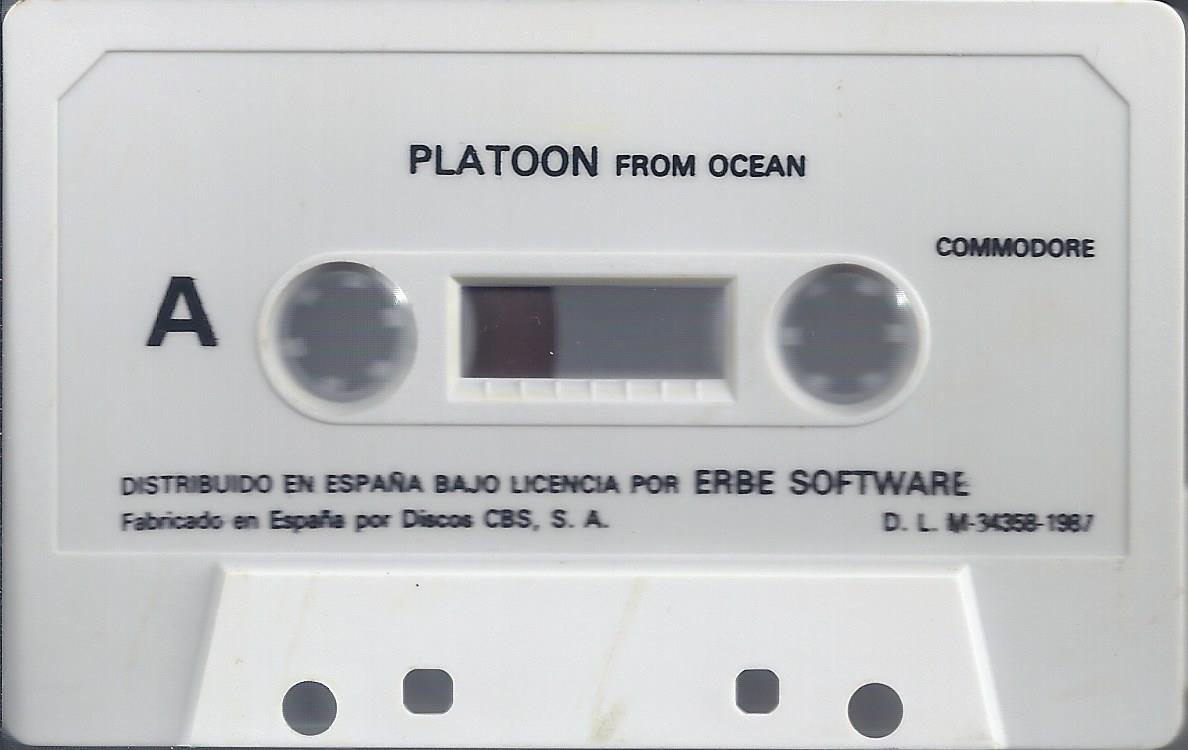 PLATOON FROM OCEAN
COMMODORE
A
DISTRIBUIDO EN ESPAÑA BAJO LICENCIA POR ERBE SOFTWARE
Fabricado en España por Discos CBS, S. A.
D. L. M-34358-1987